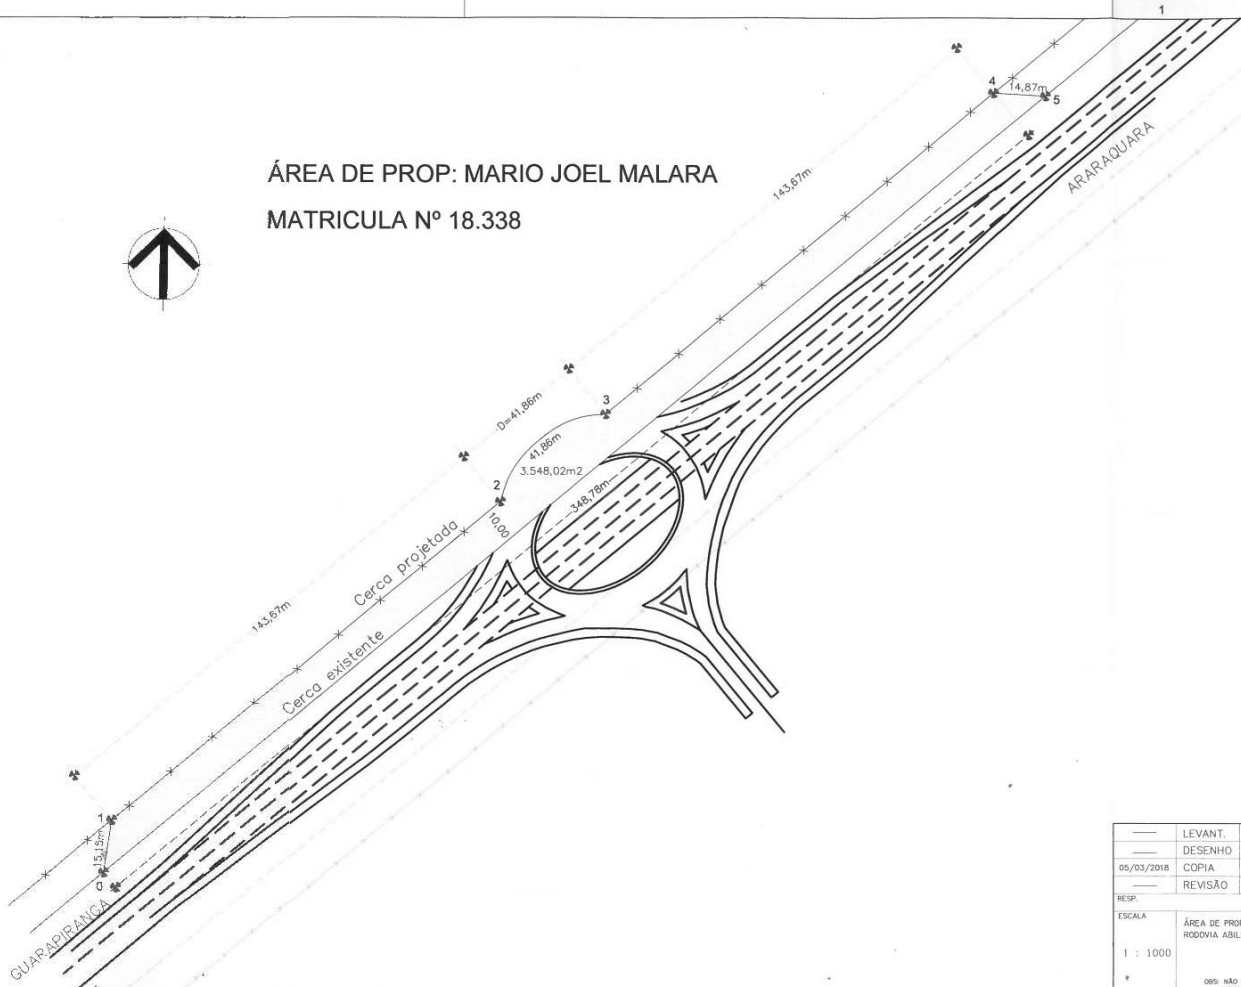 1
4
14,87m
5
ARARAQUARA
143,67m
ÁREA DE PROP: MARIO JOEL MALARA
MATRICULA Nº 18.338
D=41,86m
3
41,86m
3.548,02m2
2
348,78m
10,00
Cerca projetada
143,67m
Cerca existente
1
15,15m
0
GUARAPIRANGA
LEVANT.
DESENHO
05/03/2018 COPIA
REVISÃO
RESP.
ESCALA
ÁREA DE PROP
RODOVIA ABIL
1 : 1000
OBS: NÃO